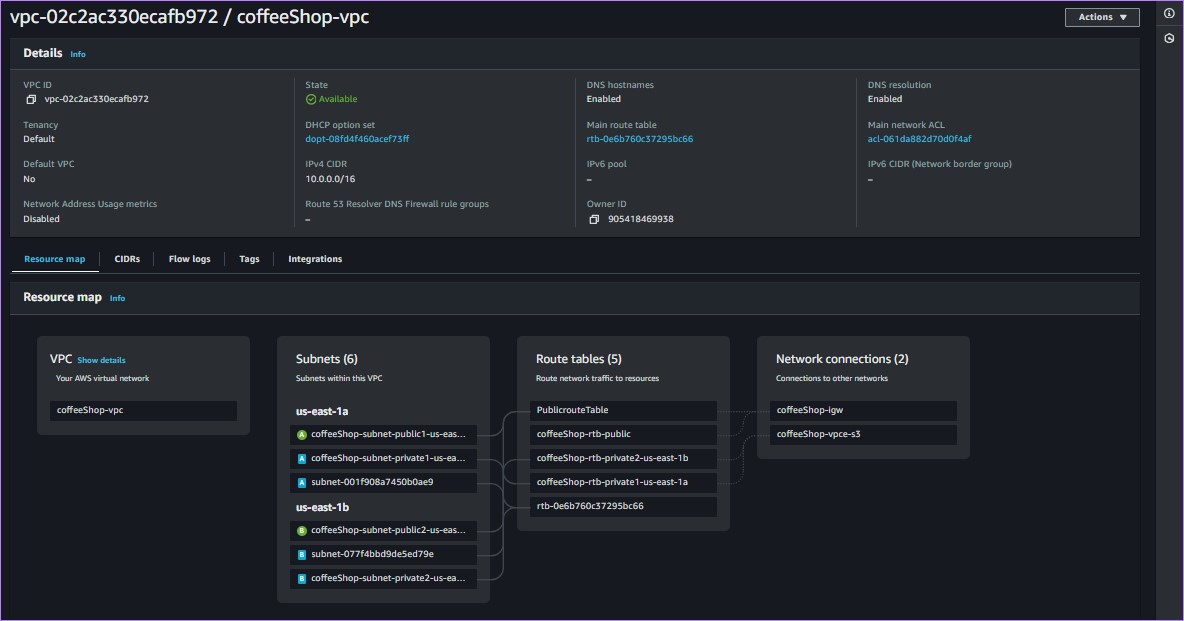 vpc-02c2ac330ecafb972 / coffeeShop-vpc
Actions
Details Info
VPC ID
vpc-02c2ac330ecafb972
State
Available
DNS hostnames
Enabled
DNS resolution
Enabled
Tenancy
Default
DHCP option set
dopt-08fd4f460acef73ff
Main route table
rtb-0e6b760c37295bc66
Main network ACL
acl-061da882d70d0f4af
Default VPC
No
IPv4 CIDR
10.0.0.0/16
IPv6 pool
–
IPv6 CIDR (Network border group)
–
Network Address Usage metrics
Disabled
Route 53 Resolver DNS Firewall rule groups
–
Owner ID
905418469938
Resource map CIDRs Flow logs Tags Integrations
Resource map Info
VPC Show details
Your AWS virtual network
coffeeShop-vpc
Subnets (6)
Subnets within this VPC
us-east-1a
A coffeeShop-subnet-public1-us-eas...
A coffeeShop-subnet-private1-us-ea...
A subnet-001f908a7450b0ae9
us-east-1b
B coffeeShop-subnet-public2-us-eas...
B subnet-077f4bbd9de5ed79e
B coffeeShop-subnet-private2-us-ea...
Route tables (5)
Route network traffic to resources
PublicrouteTable
coffeeShop-rtb-public
coffeeShop-rtb-private2-us-east-1b
coffeeShop-rtb-private1-us-east-1a
rtb-0e6b760c37295bc66
Network connections (2)
Connections to other networks
coffeeShop-igw
coffeeShop-vpce-s3